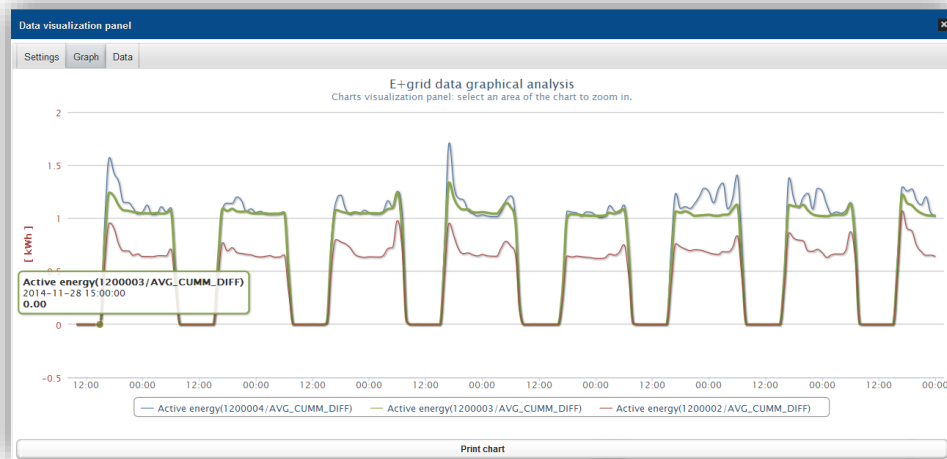 Data visualization panel
Settings Graph Data
E+grid data graphical analysis
Charts visualization panel: select an area of the chart to zoom in.
2
1.5
1
[ kwh ]
0.5
Active energy(1200003/AVG_CUMM_DIFF)
2014-11-28 15:00:00
0.00
0
-0.5
12:00 00:00 12:00 00:00 12:00 00:00 12:00 00:00 12:00 00:00 12:00 00:00 12:00 00:00 12:00 00:00
Active energy(1200004/AVG_CUMM_DIFF) Active energy(1200003/AVG_CUMM_DIFF) Active energy(1200002/AVG_CUMM_DIFF)
Print chart